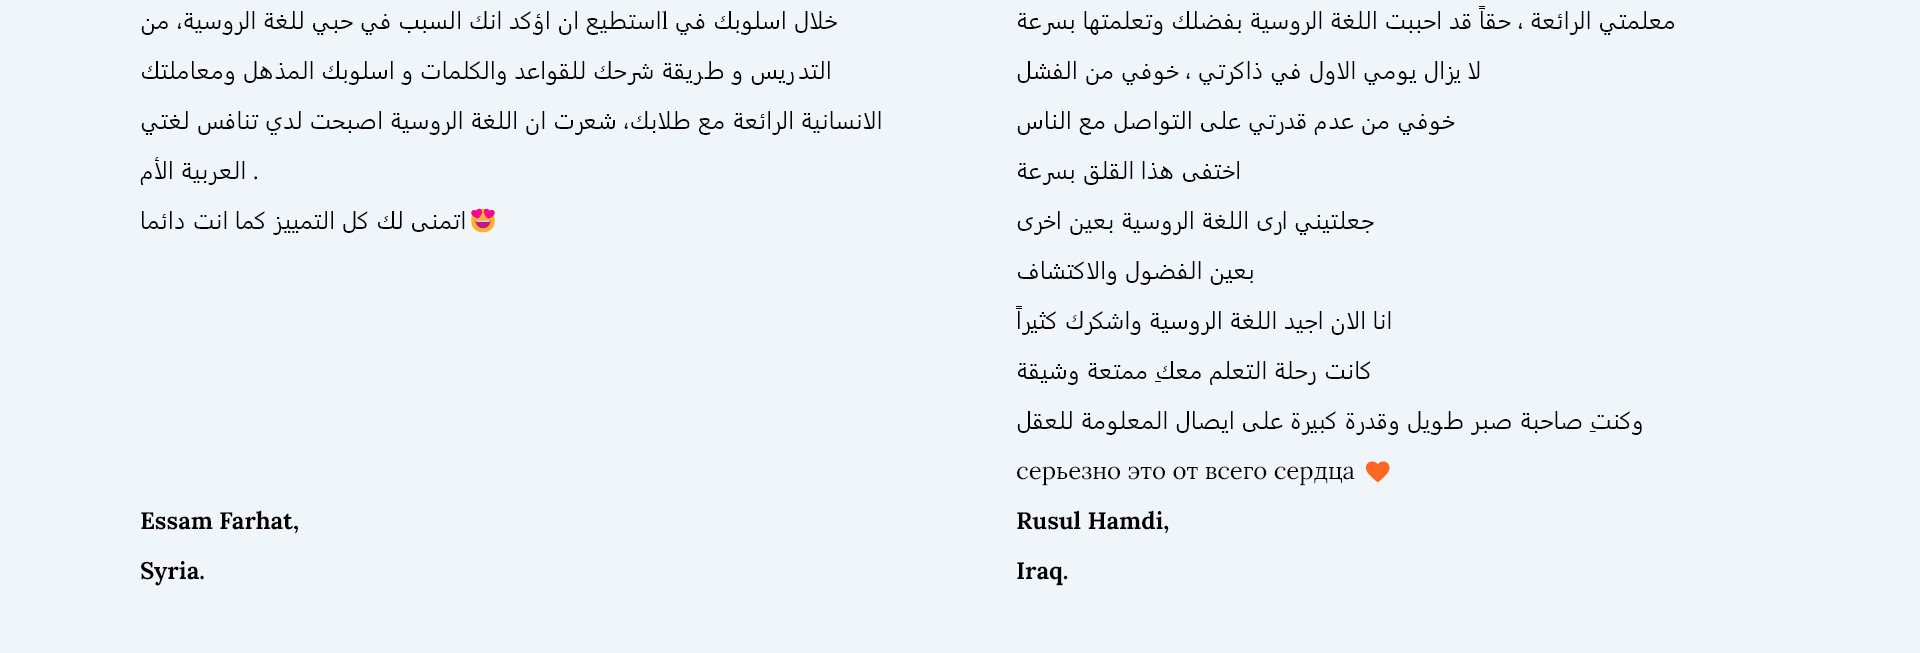 ااستطيع ان اؤكد انك السبب في حبي للغة الروسية، من l خلال اسلوبك في
التدريس و طريقة شرحك للقواعد والكلمات و اسلوبك المذهل ومعاملتك
الانسانية الرائعة مع طلابك، شعرت ان اللغة الروسية اصبحت لدي تنافس لغتي
العربية الأم .
اتمنى لك كل التمييز كما انت دائما😍
Essam Farhat,
Syria.
معلمتي الرائعة ، حقاً قد احببت اللغة الروسية بفضلك وتعلمتها بسرعة
لا يزال يومي الاول في ذاكرتي ، خوفي من الفشل
خوفي من عدم قدرتي على التواصل مع الناس
اختفى هذا القلق بسرعة
جعلتيني ارى اللغة الروسية بعين اخرى
بعين الفضول والاكتشاف
انا الان اجيد اللغة الروسية واشكرك كثيراً
كانت رحلة التعلم معكِ ممتعة وشيقة
وكنتِ صاحبة صبر طويل وقدرة كبيرة على ايصال المعلومة للعقل
серьезно это от всего сердца 🧡
Rusul Hamdi,
Iraq.